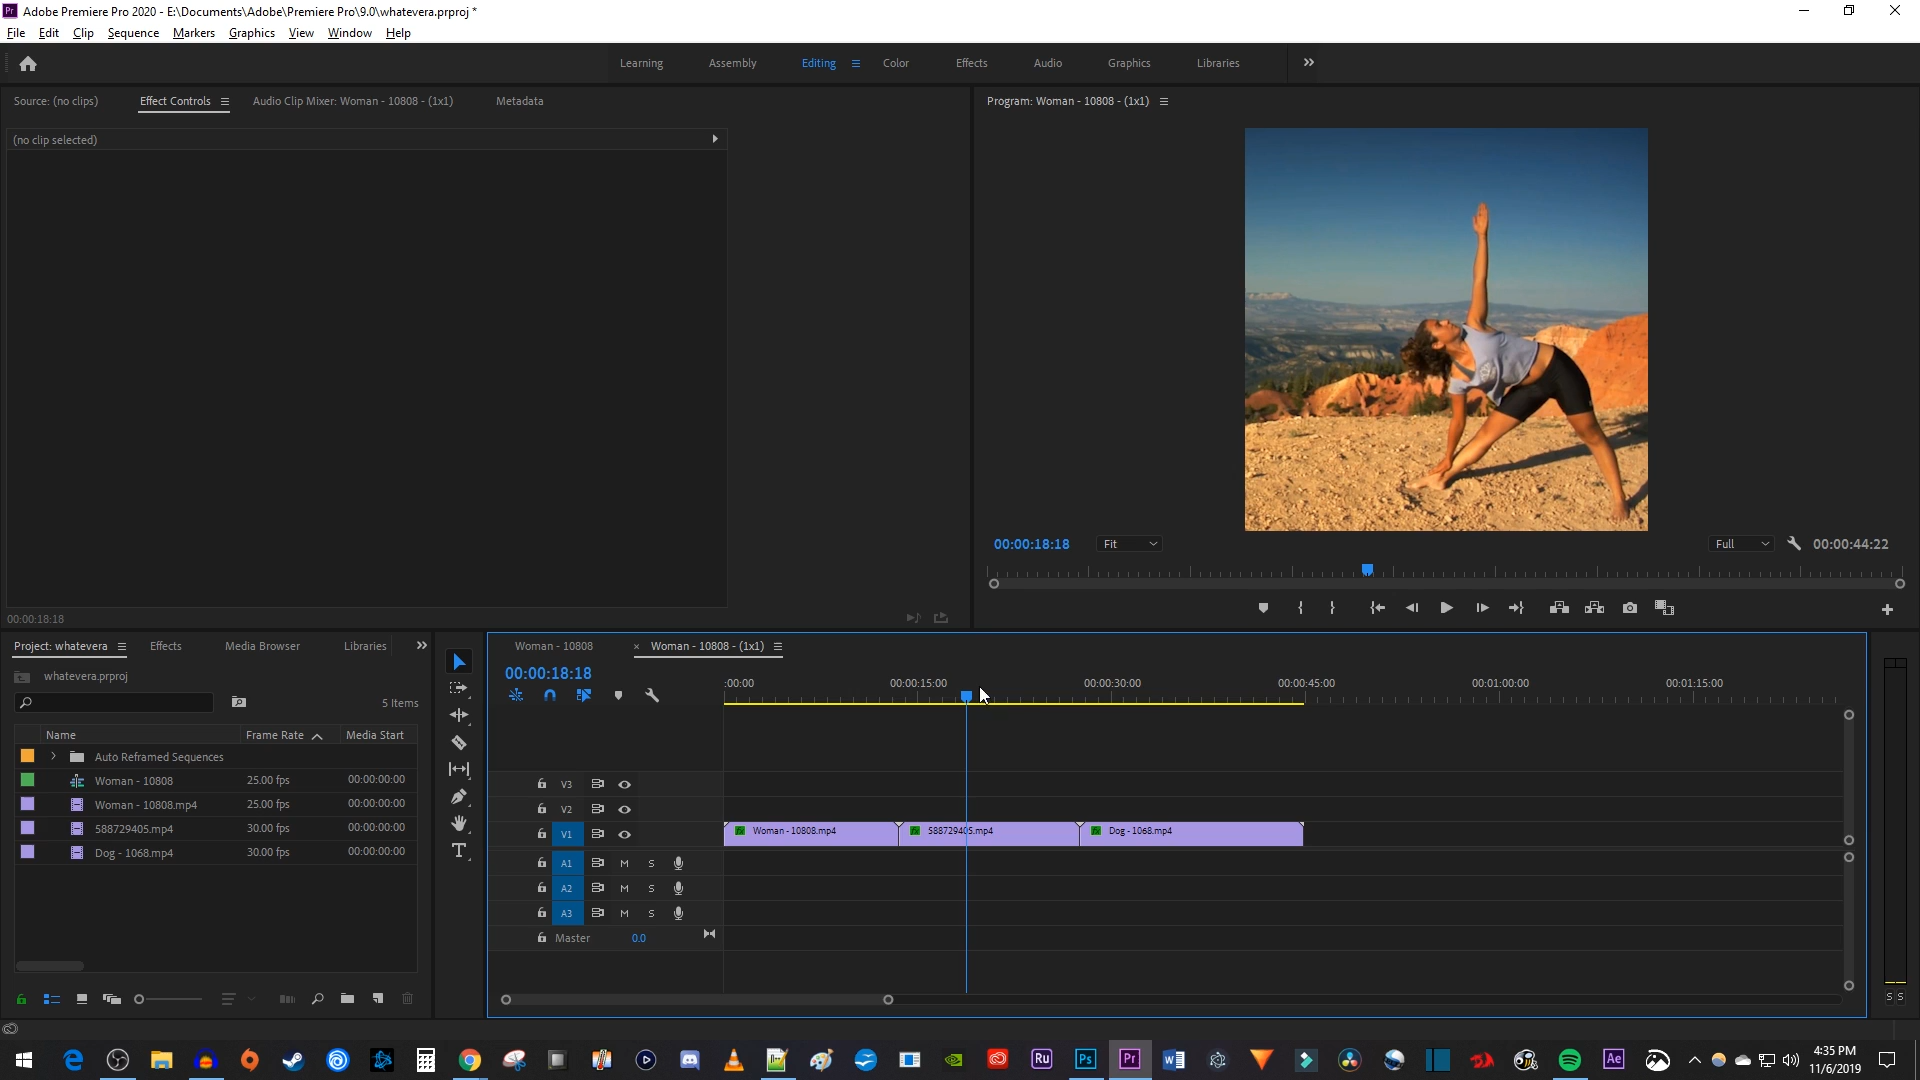 Pr Adobe Premiere Pro 2020 - E:\Documents\Adobe\Premiere Pro\9.0\whatevera.prproj *
File Edit Clip Sequence Markers Graphics View Window Help
Learning Assembly Editing Color Effects Audio Graphics Libraries
Source: (no clips) Effect Controls Audio Clip Mixer: Woman - 10808 - (1x1) Metadata
(no clip selected)
00:00:18:18
Program: Woman - 10808 - (1x1)
00:00:18:18 Fit Full 00:00:44:22
Project: whatevera Effects Media Browser Libraries
whatevera.prproj
5 Items
Name Frame Rate Media Start
Auto Reframed Sequences
Woman - 10808 25.00 fps 00:00:00:00
Woman - 10808.mp4 25.00 fps 00:00:00:00
588729405.mp4 30.00 fps 00:00:00:00
Dog - 1068.mp4 30.00 fps 00:00:00:00
Woman - 10808 × Woman - 10808 - (1x1)
00:00:18:18
:00:00 00:00:15:00 00:00:30:00 00:00:45:00 00:01:00:00 00:01:15:00
V3
V2
V1 fx Woman - 10808.mp4 fx 588729405.mp4 fx Dog - 1068.mp4
A1 M S
A2 M S
A3 M S
Master 0.0
S S
Ru Ps Pr W Ae
4:35 PM
11/6/2019